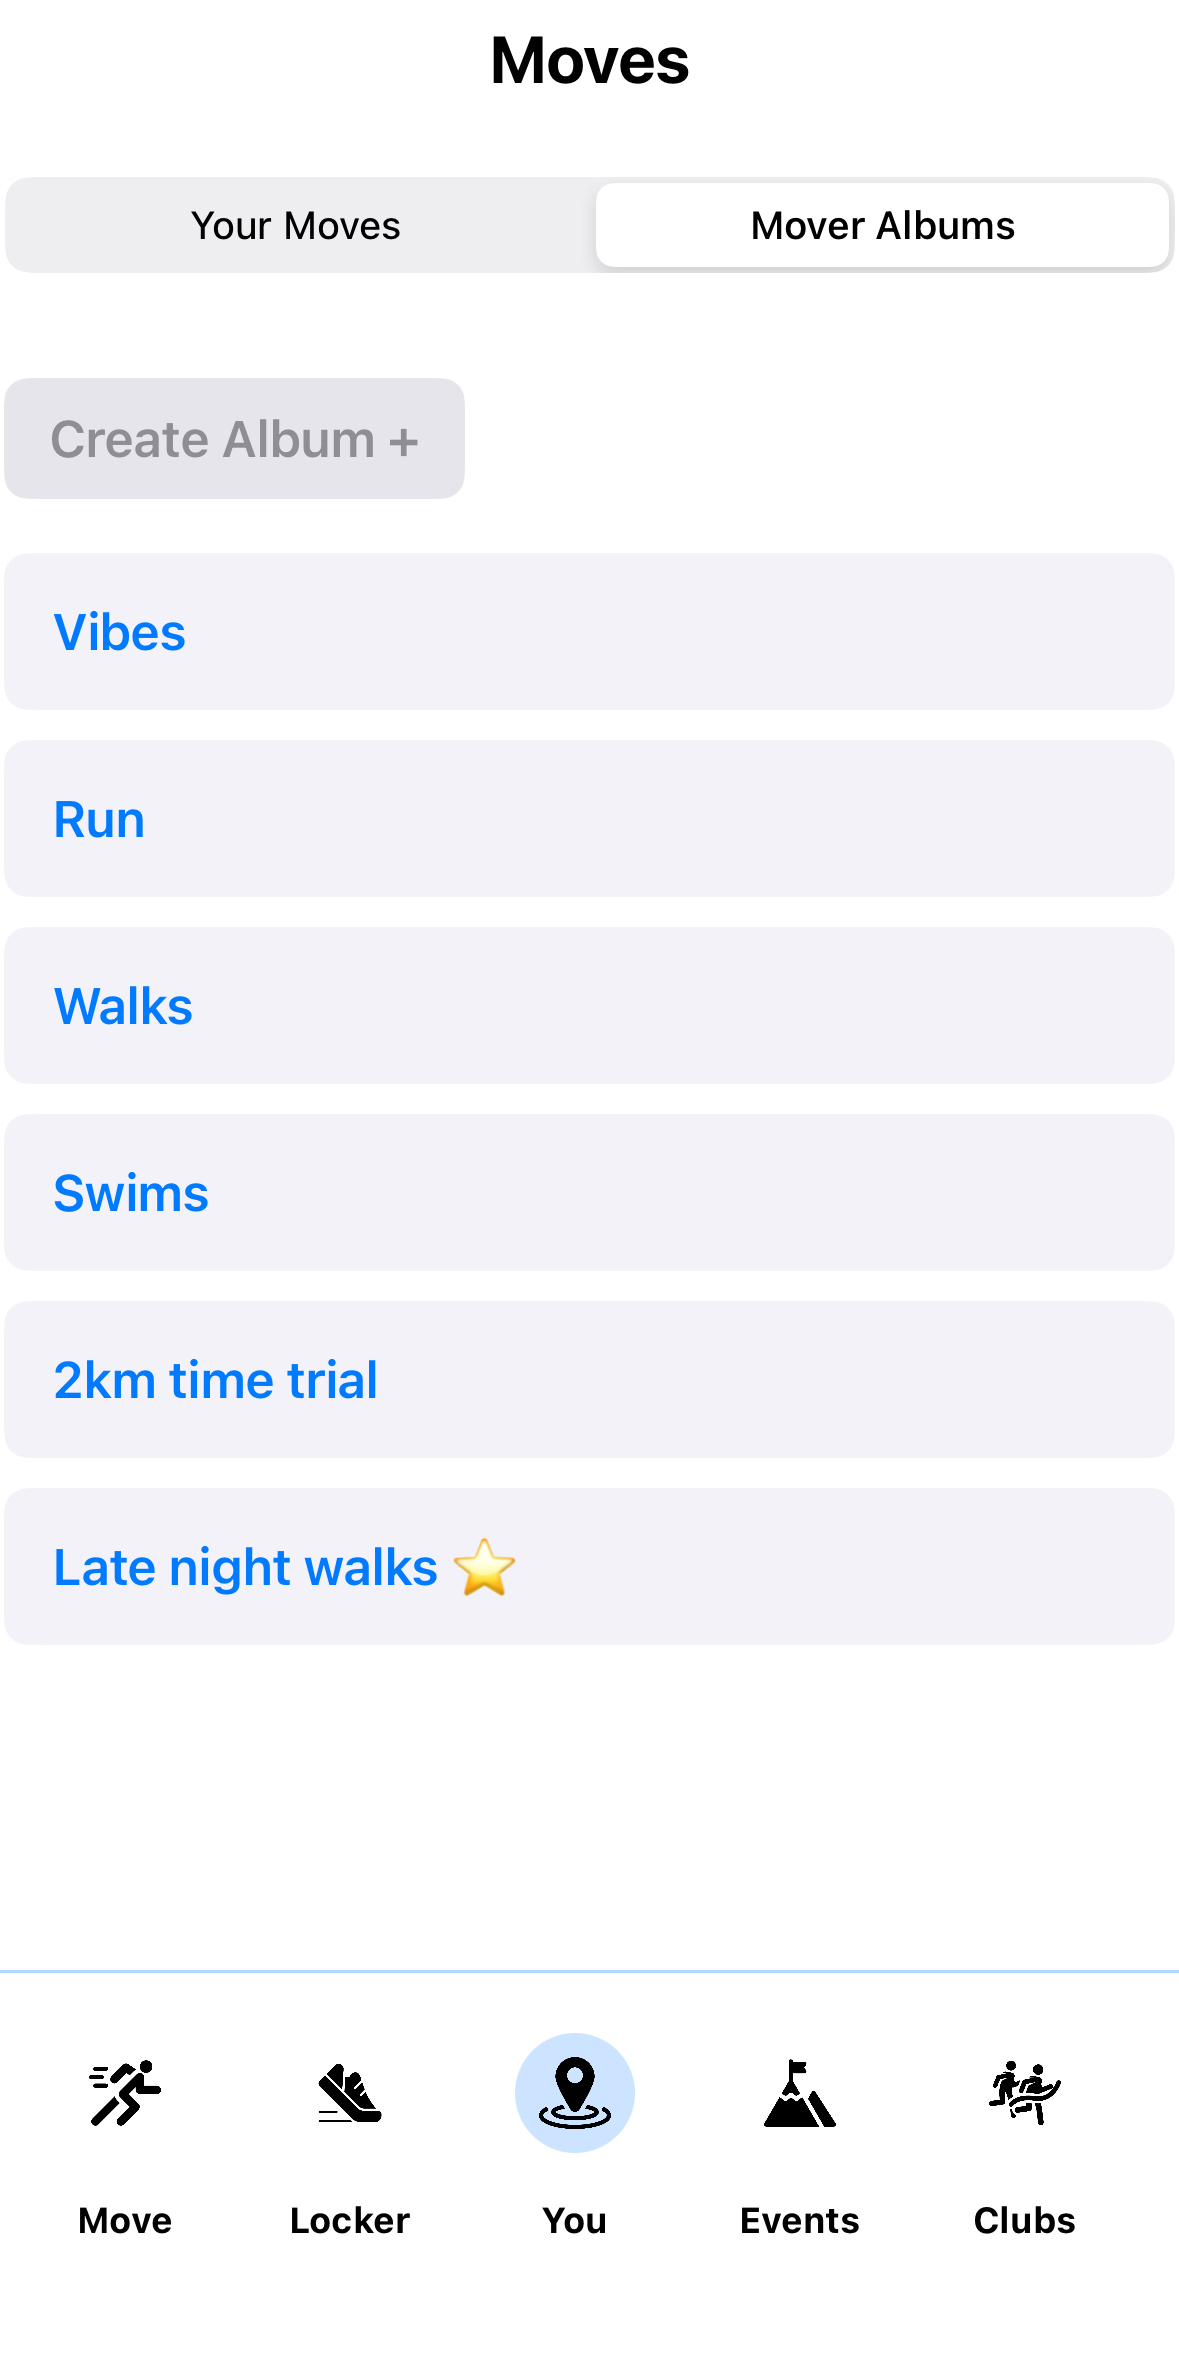 Moves
Your Moves
Mover Albums
Create Album +
Vibes
Run
Walks
Swims
2km time trial
Late night walks ⭐
Move
Locker
You
Events
Clubs